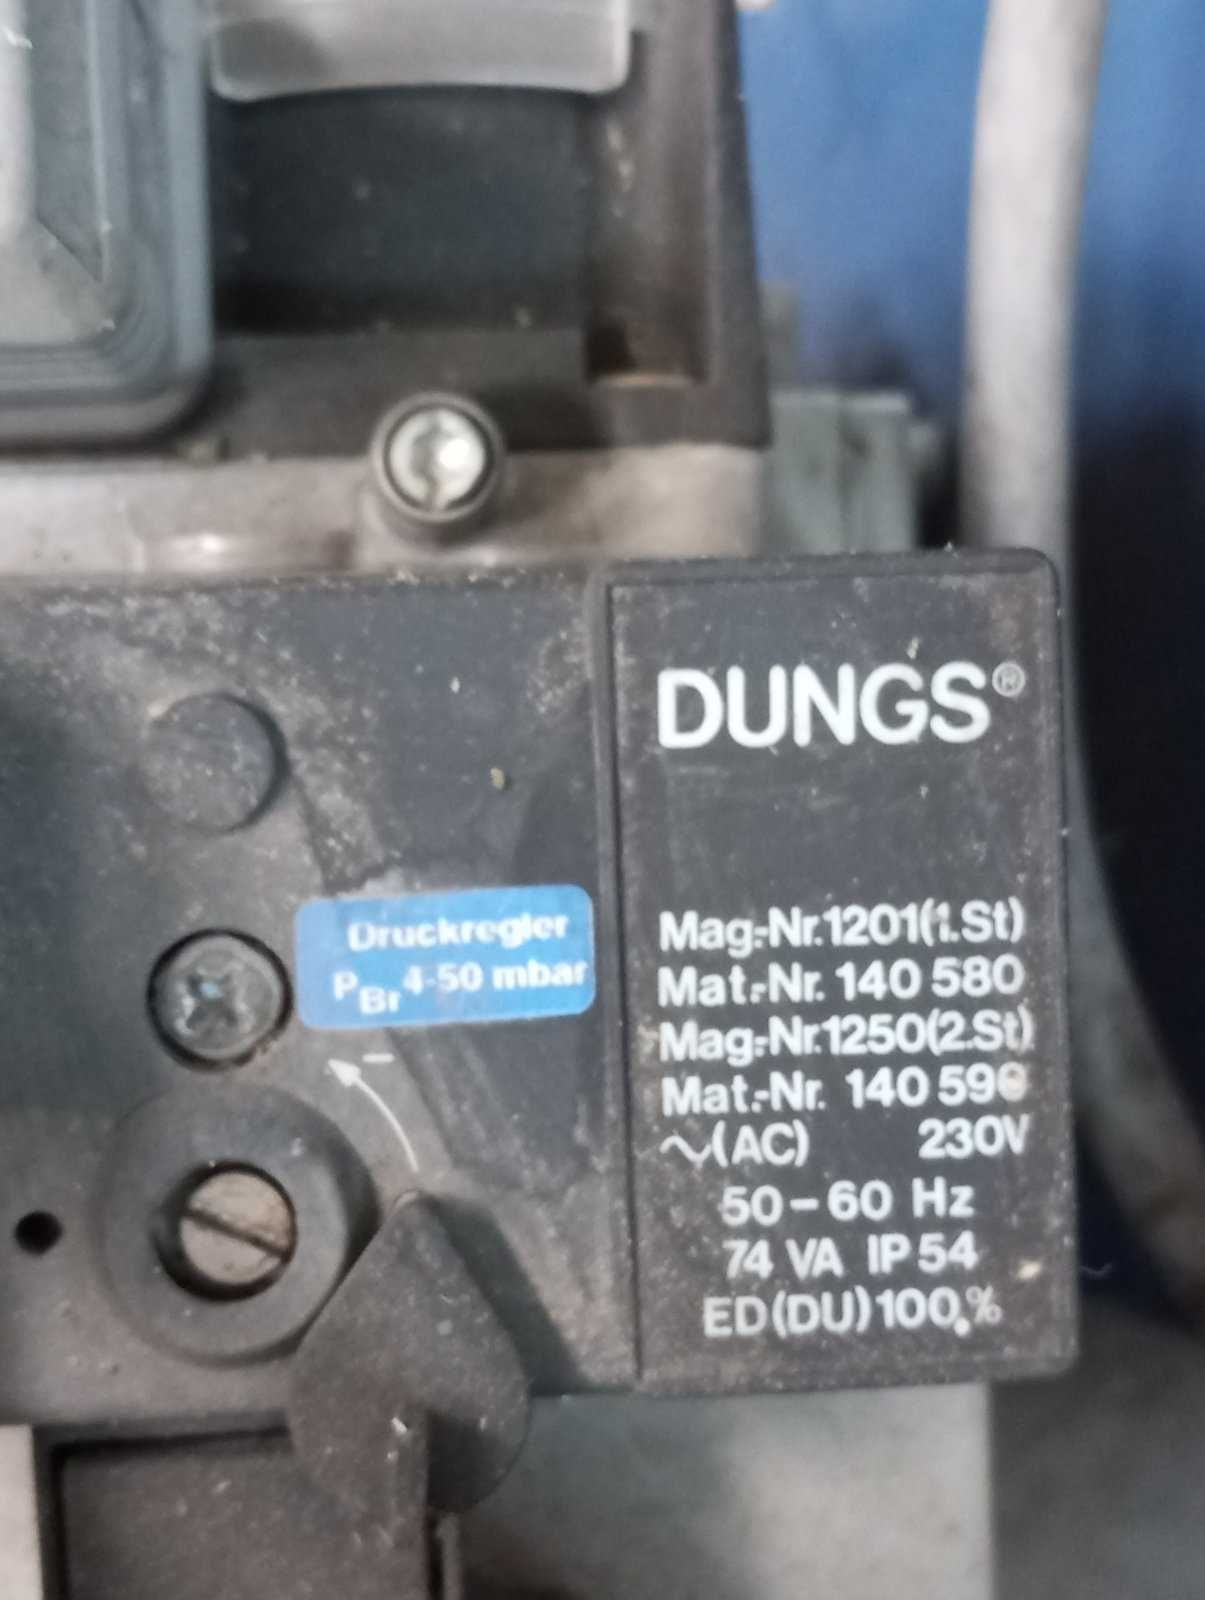 DUNGS®
Druckregler
PBr 4-50 mbar
−
Mag.-Nr.1201(1.St)
Mat.-Nr. 140 580
Mag.-Nr.1250(2.St)
Mat.-Nr. 140 590
~(AC) 230V
50–60 Hz
74 VA IP 54
ED(DU)100%